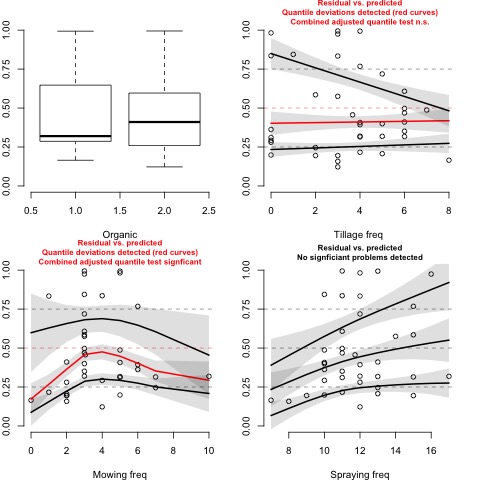 0.00 0.25 0.50 0.75 1.00
0.5 1.0 1.5 2.0 2.5
Organic
Residual vs. predicted
Quantile deviations detected (red curves)
Combined adjusted quantile test n.s.
0.00 0.25 0.50 0.75 1.00
0 2 4 6 8
Tillage freq
Residual vs. predicted
Quantile deviations detected (red curves)
Combined adjusted quantile test signficant
0.00 0.25 0.50 0.75 1.00
0 2 4 6 8 10
Mowing freq
Residual vs. predicted
No signficiant problems detected
0.00 0.25 0.50 0.75 1.00
8 10 12 14 16
Spraying freq